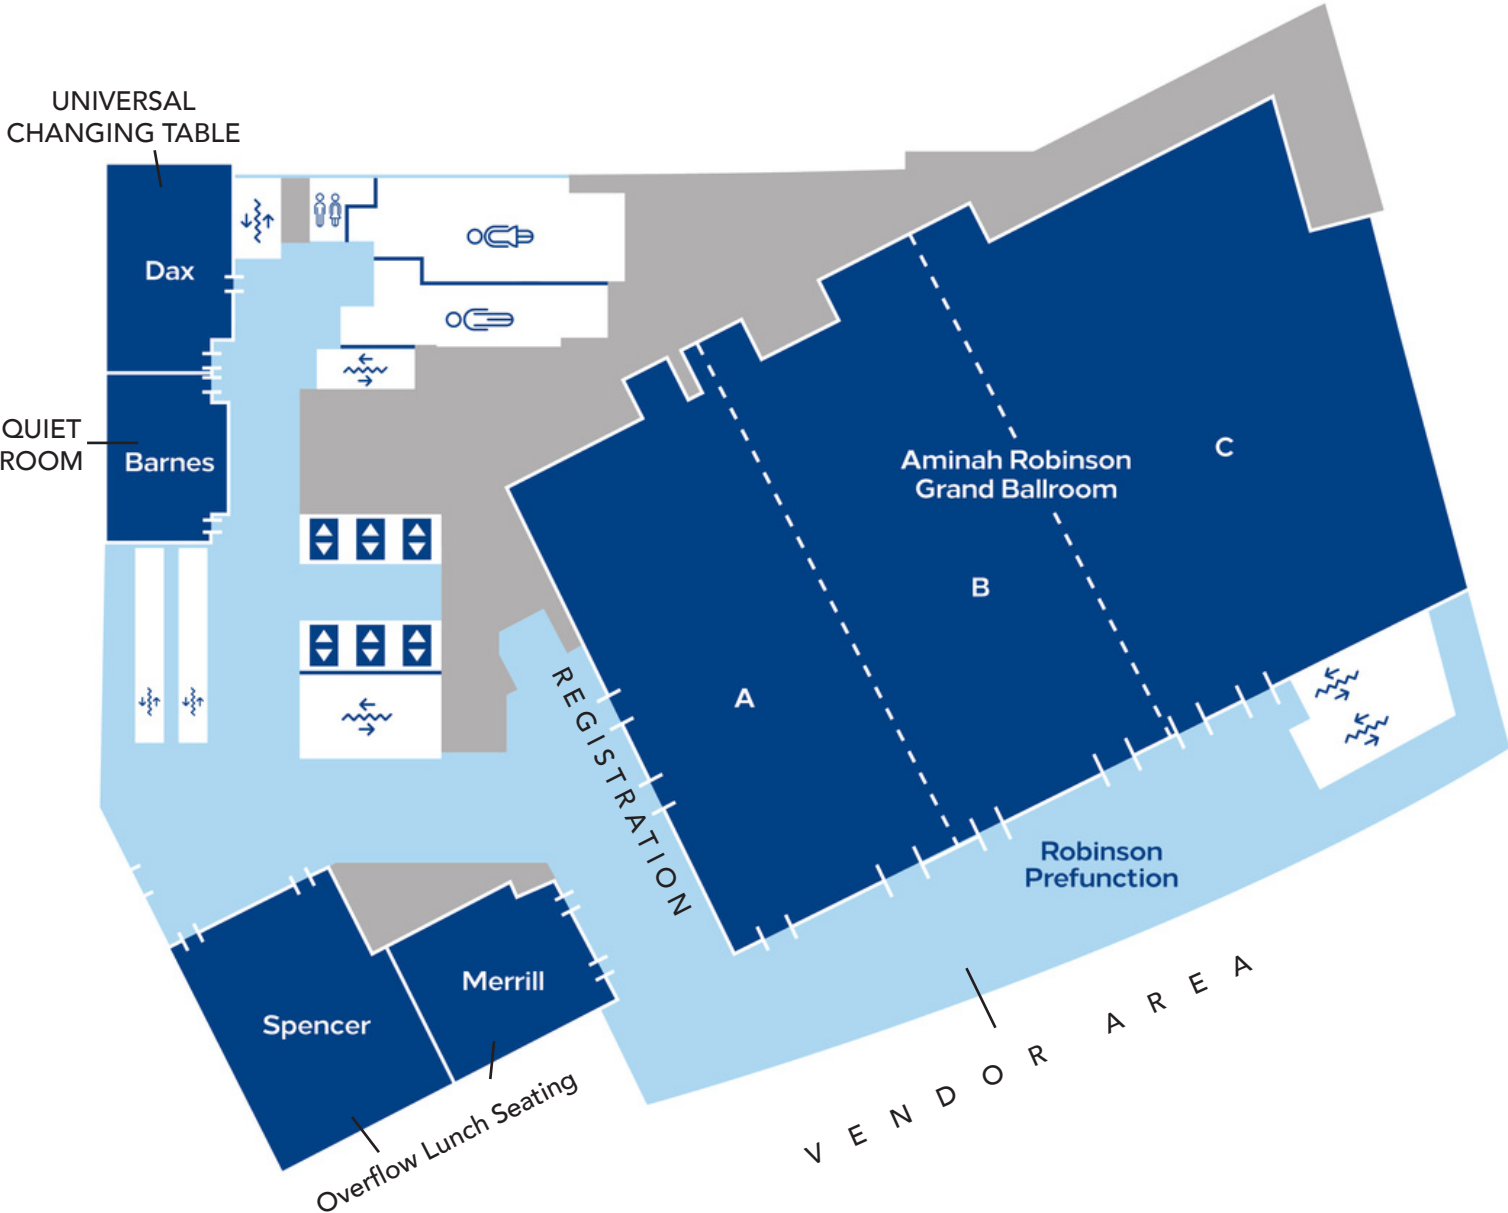 UNIVERSAL
CHANGING TABLE
Dax
QUIET
ROOM
Barnes
Aminah Robinson
Grand Ballroom
C
B
A
REGISTRATION
Robinson
Prefunction
VENDOR AREA
Merrill
Spencer
Overflow Lunch Seating